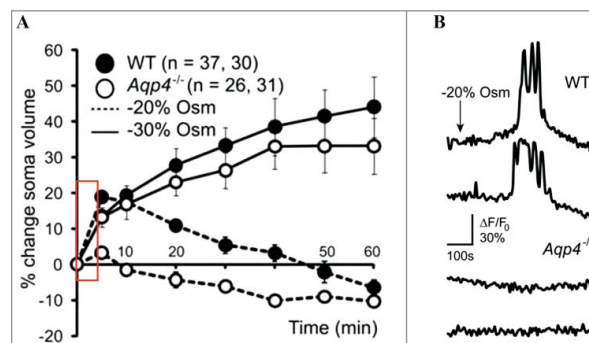 A
B
60
50
40
30
20
10
0
-10
-20
% change soma volume
WT (n = 37, 30)
Aqp4-/- (n = 26, 31)
-20% Osm
-30% Osm
10 20 30 40 50 60
Time (min)
WT
-20% Osm
ΔF/F0
30%
100s
Aqp4-/